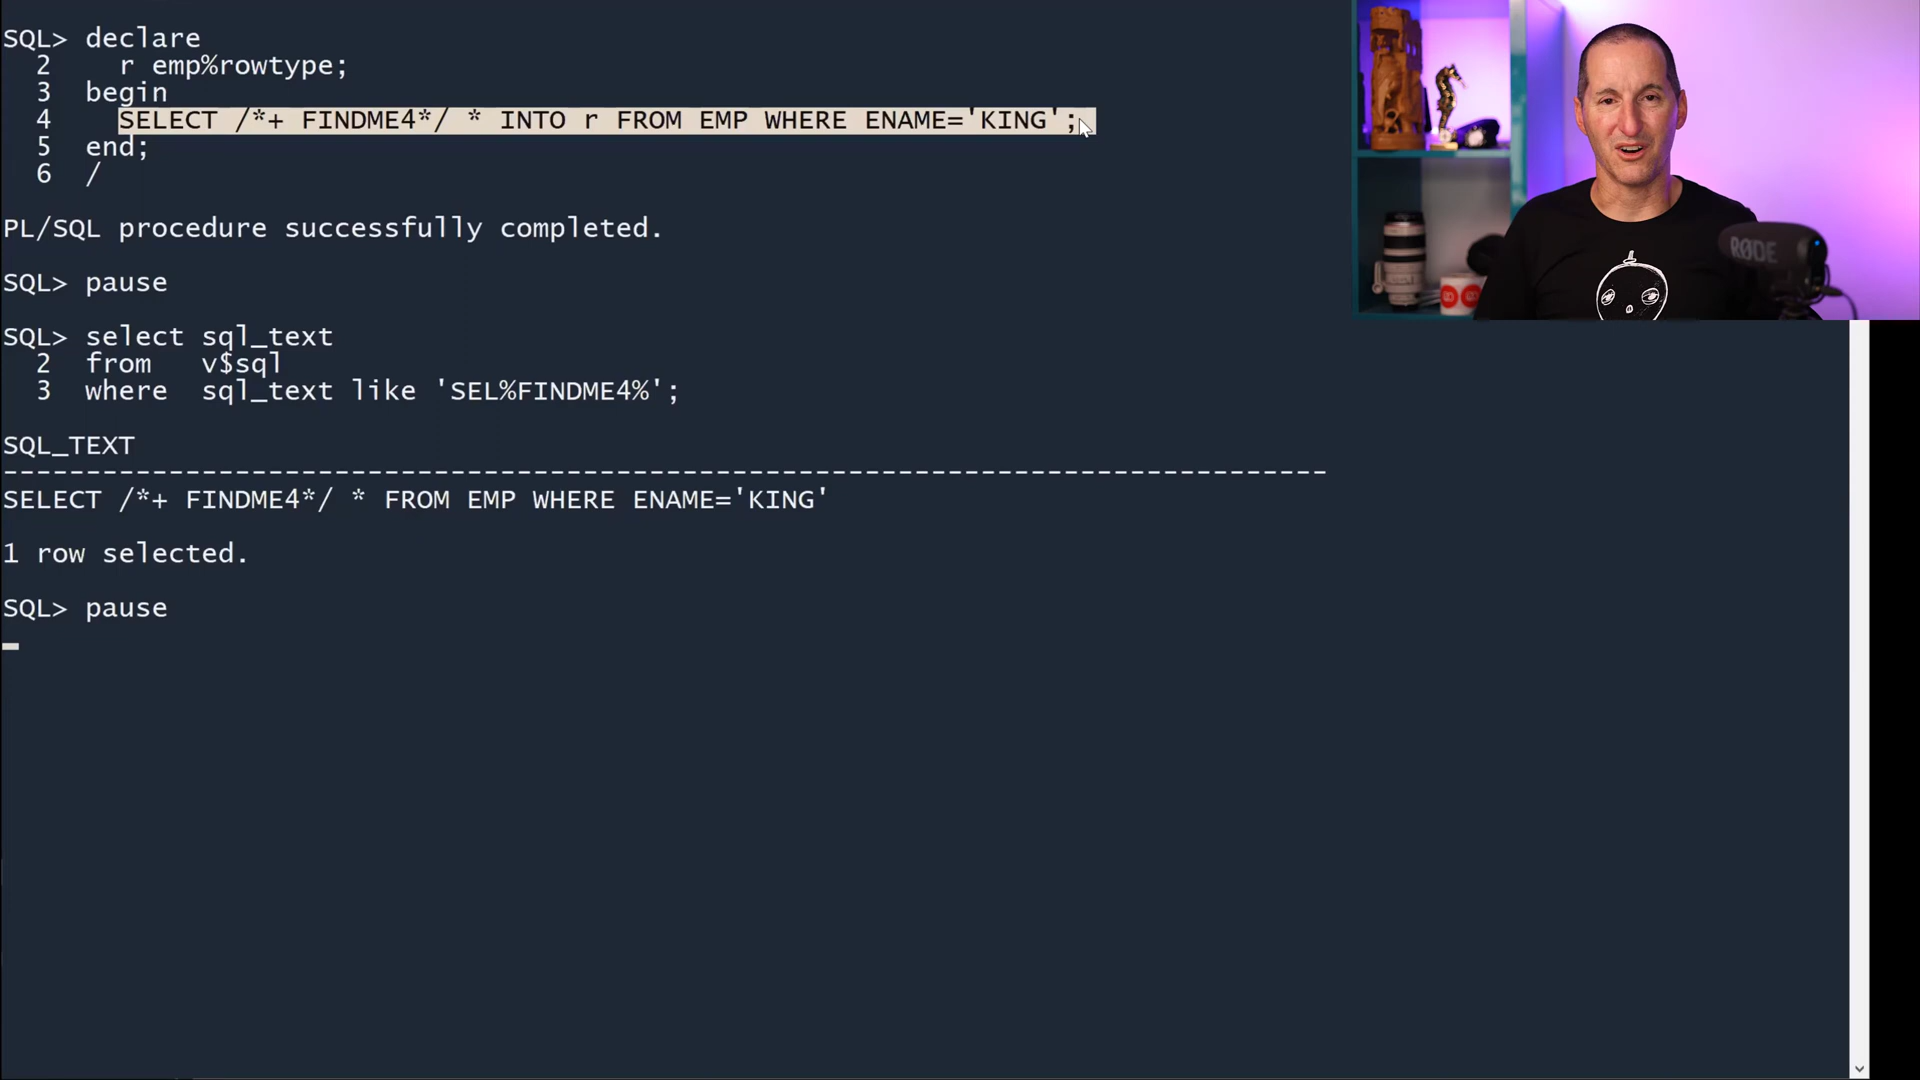 SQL> declare
  2    r emp%rowtype;
  3  begin
  4    SELECT /*+ FINDME4*/ * INTO r FROM EMP WHERE ENAME='KING';
  5  end;
  6  /
PL/SQL procedure successfully completed.
SQL> pause
SQL> select sql_text
  2  from   v$sql
  3  where  sql_text like 'SEL%FINDME4%';
SQL_TEXT
--------------------------------------------------------------------------------
SELECT /*+ FINDME4*/ * FROM EMP WHERE ENAME='KING'
1 row selected.
SQL> pause
RØDE